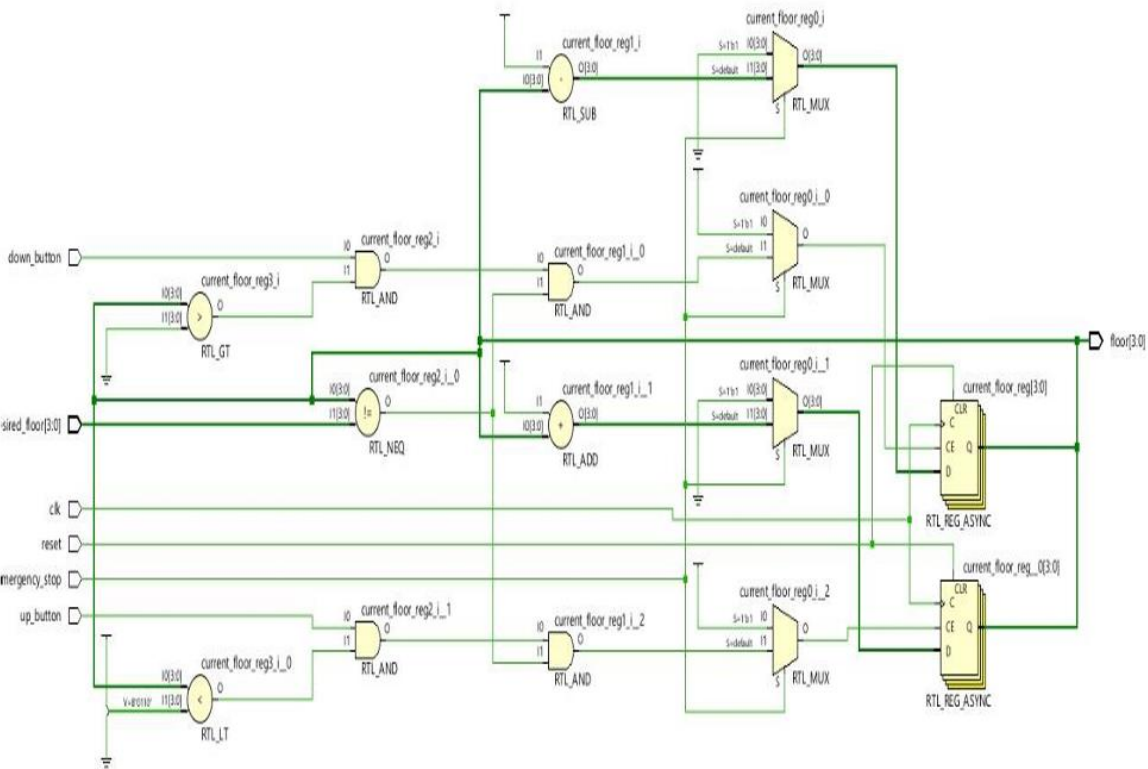 current_floor_reg0_i
S=1'b1 I0[3:0]
S=default I1[3:0]
O[3:0]
S
RTL_MUX
current_floor_reg1_i
I1
I0[3:0]
O[3:0]
-
RTL_SUB
current_floor_reg0_i__0
S=1'b1 I0
S=default I1
O
S
RTL_MUX
down_button
current_floor_reg2_i
I0
I1
O
RTL_AND
current_floor_reg1_i__0
I0
I1
O
RTL_AND
current_floor_reg3_i
I0[3:0]
I1[3:0]
O
>
RTL_GT
floor[3:0]
current_floor_reg2_i__0
I0[3:0]
I1[3:0]
O
!=
RTL_NEQ
sired_floor[3:0]
current_floor_reg1_i__1
I1
I0[3:0]
O[3:0]
+
RTL_ADD
current_floor_reg0_i__1
S=1'b1 I0[3:0]
S=default I1[3:0]
O[3:0]
S
RTL_MUX
current_floor_reg[3:0]
CLR
C
CE
D
Q
RTL_REG_ASYNC
clk
reset
mergency_stop
up_button
current_floor_reg2_i__1
I0
I1
O
RTL_AND
current_floor_reg1_i__2
I0
I1
O
RTL_AND
current_floor_reg0_i__2
S=1'b1 I0
S=default I1
O
S
RTL_MUX
current_floor_reg__0[3:0]
CLR
C
CE
D
Q
RTL_REG_ASYNC
current_floor_reg3_i__0
I0[3:0]
I1[3:0]
O
<
RTL_LT